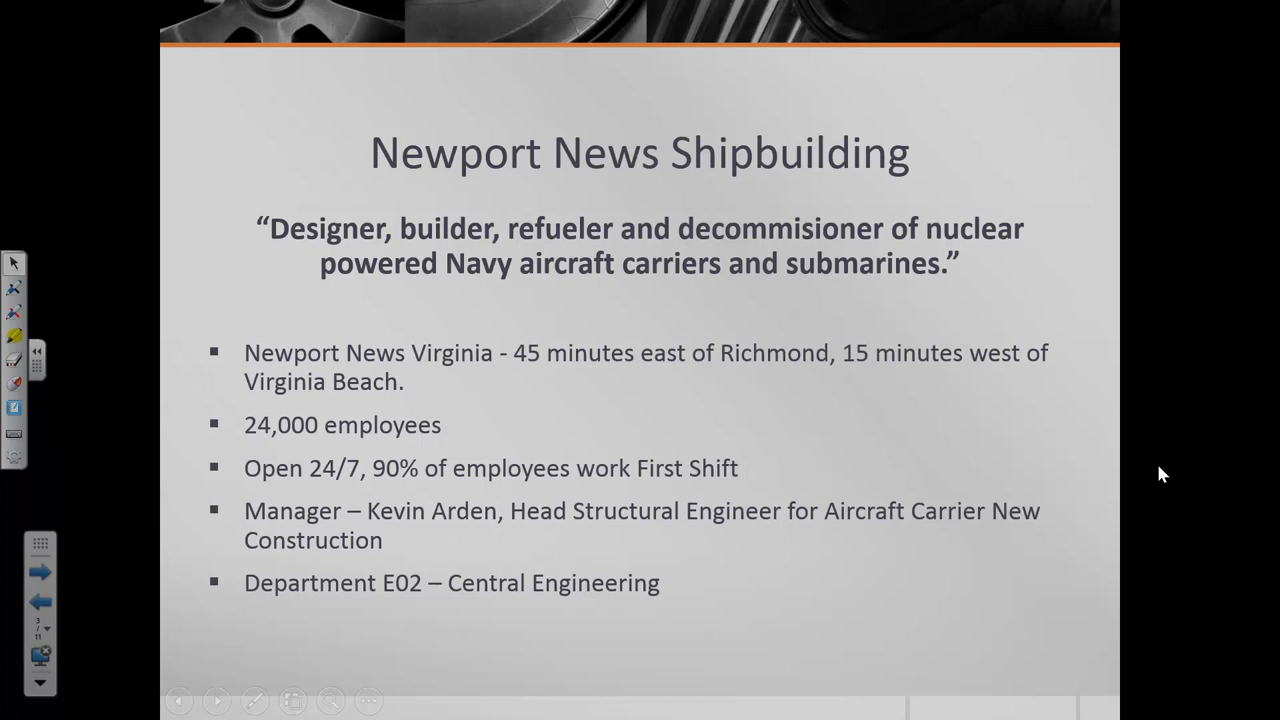 Newport News Shipbuilding
“Designer, builder, refueler and decommisioner of nuclear
powered Navy aircraft carriers and submarines.”
▪ Newport News Virginia - 45 minutes east of Richmond, 15 minutes west of
Virginia Beach.
▪ 24,000 employees
▪ Open 24/7, 90% of employees work First Shift
▪ Manager – Kevin Arden, Head Structural Engineer for Aircraft Carrier New
Construction
▪ Department E02 – Central Engineering
3
/
11